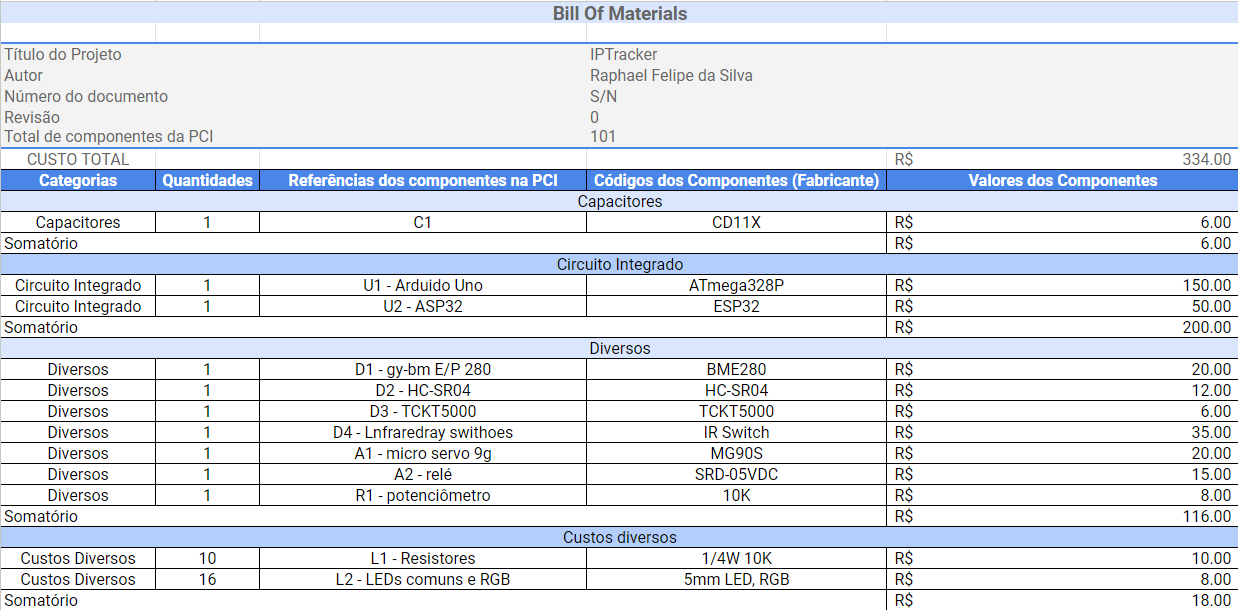 Bill Of Materials
Título do Projeto IPTracker
Autor Raphael Felipe da Silva
Número do documento S/N
Revisão 0
Total de componentes da PCI 101
CUSTO TOTAL R$ 334.00
Categorias Quantidades Referências dos componentes na PCI Códigos dos Componentes (Fabricante) Valores dos Componentes
Capacitores
Capacitores 1 C1 CD11X R$ 6.00
Somatório R$ 6.00
Circuito Integrado
Circuito Integrado 1 U1 - Arduido Uno ATmega328P R$ 150.00
Circuito Integrado 1 U2 - ASP32 ESP32 R$ 50.00
Somatório R$ 200.00
Diversos
Diversos 1 D1 - gy-bm E/P 280 BME280 R$ 20.00
Diversos 1 D2 - HC-SR04 HC-SR04 R$ 12.00
Diversos 1 D3 - TCKT5000 TCKT5000 R$ 6.00
Diversos 1 D4 - Lnfraredray swithoes IR Switch R$ 35.00
Diversos 1 A1 - micro servo 9g MG90S R$ 20.00
Diversos 1 A2 - relé SRD-05VDC R$ 15.00
Diversos 1 R1 - potenciômetro 10K R$ 8.00
Somatório R$ 116.00
Custos diversos
Custos Diversos 10 L1 - Resistores 1/4W 10K R$ 10.00
Custos Diversos 16 L2 - LEDs comuns e RGB 5mm LED, RGB R$ 8.00
Somatório R$ 18.00